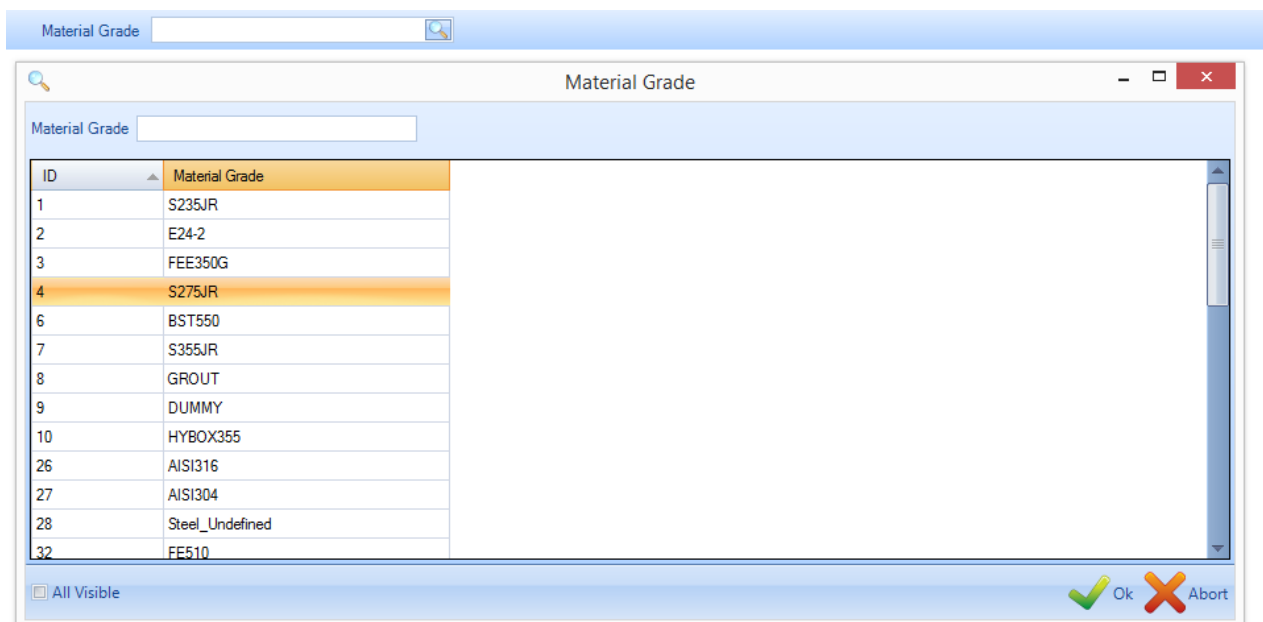 Material Grade
Material Grade
Material Grade
ID Material Grade
1 S235JR
2 E24-2
3 FEE350G
4 S275JR
6 BST550
7 S355JR
8 GROUT
9 DUMMY
10 HYBOX355
26 AISI316
27 AISI304
28 Steel_Undefined
32 FE510
All Visible Ok Abort